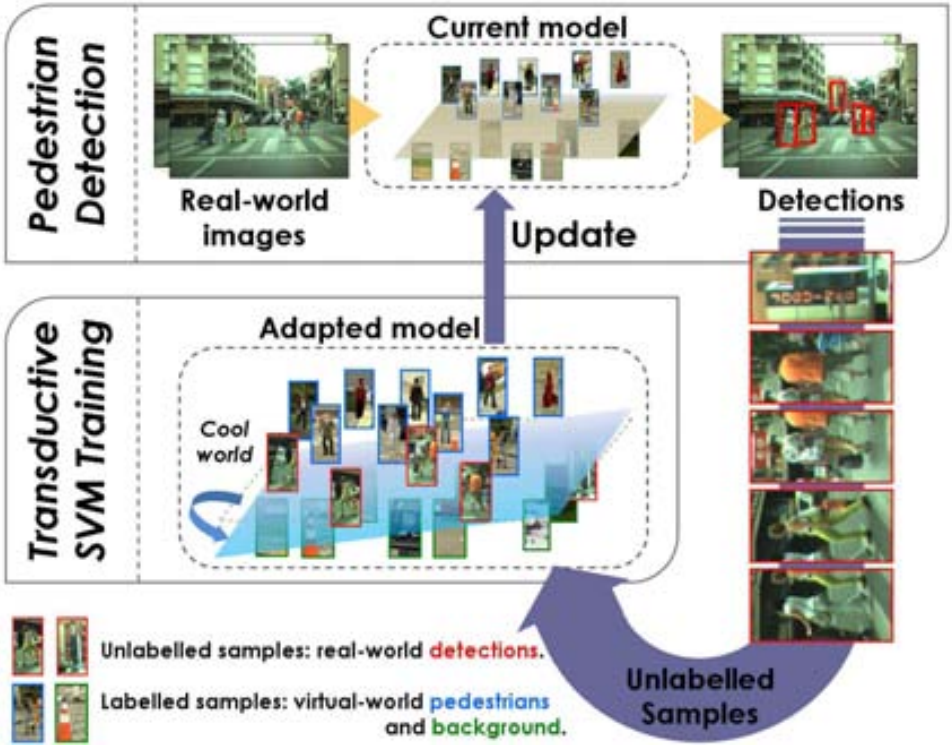 Pedestrian
Detection
Current model
Real-world
images
Detections
Update
Transductive
SVM Training
Adapted model
Cool
world
Unlabelled samples: real-world detections.
Labelled samples: virtual-world pedestrians
and background.
Unlabelled
Samples